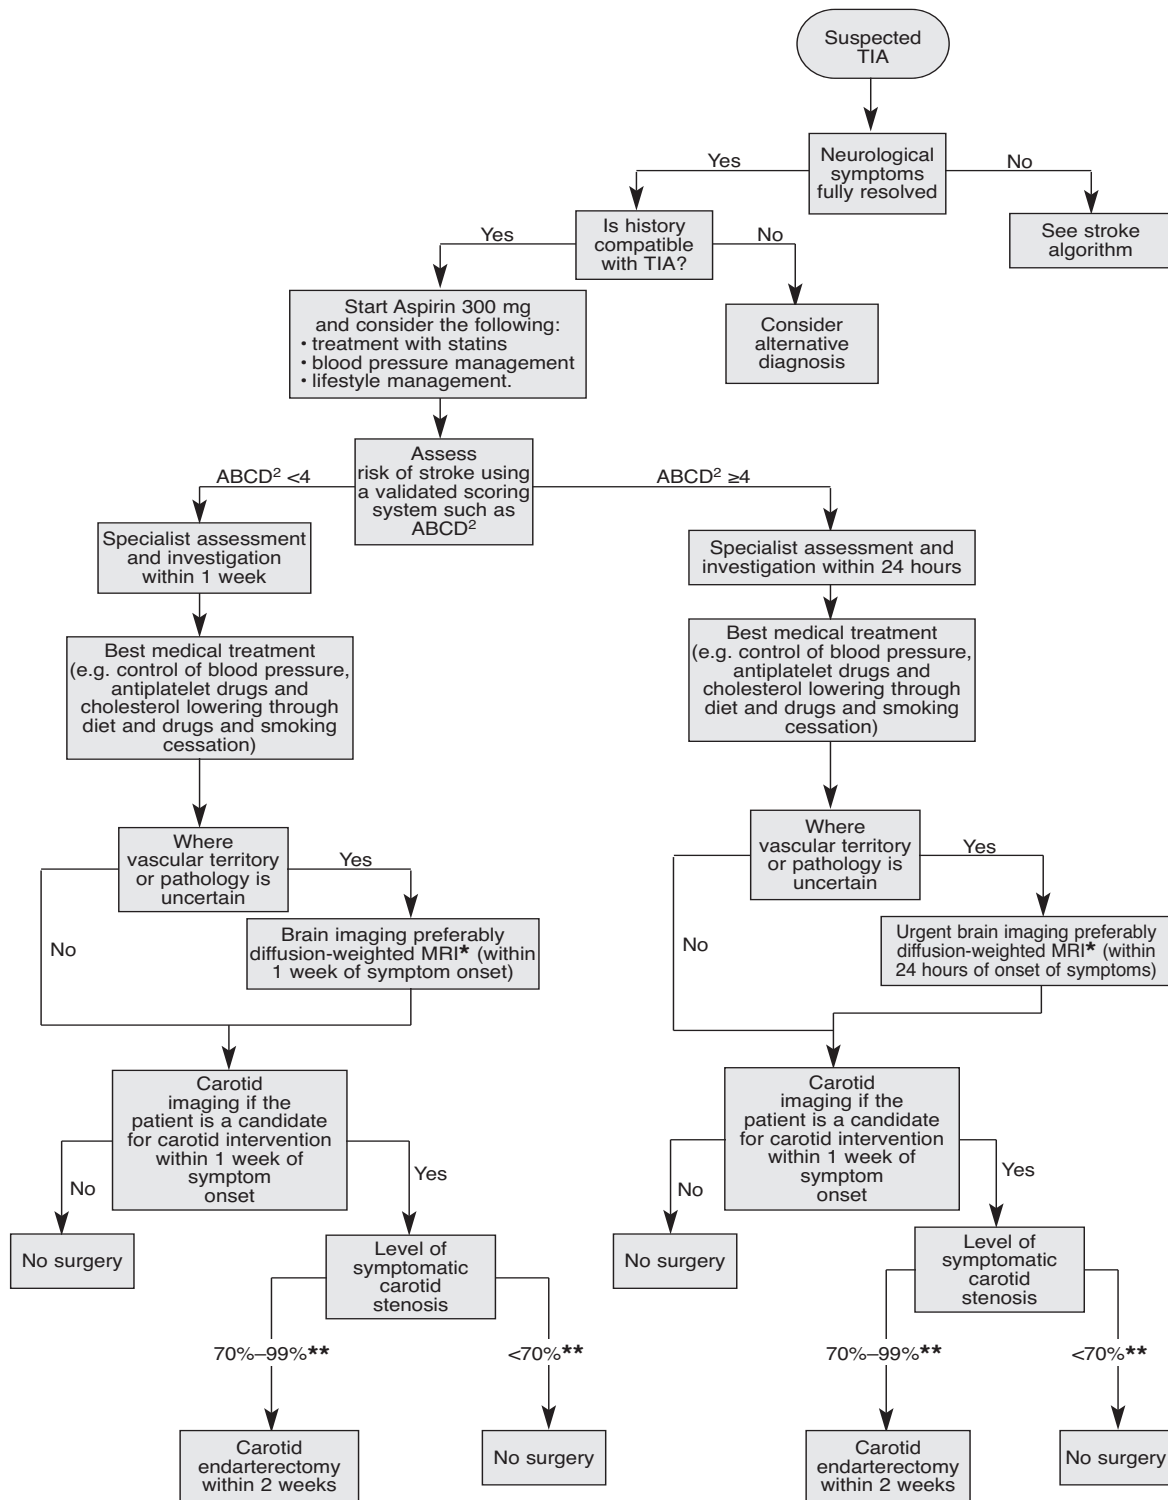 Suspected
TIA
Neurological
symptoms
fully resolved
Yes
No
Is history
compatible
with TIA?
See stroke
algorithm
Yes
No
Start Aspirin 300 mg
and consider the following:
• treatment with statins
• blood pressure management
• lifestyle management.
Consider
alternative
diagnosis
Assess
risk of stroke using
a validated scoring
system such as
ABCD²
ABCD² <4
ABCD² ≥4
Specialist assessment
and investigation
within 1 week
Specialist assessment and
investigation within 24 hours
Best medical treatment
(e.g. control of blood pressure,
antiplatelet drugs and
cholesterol lowering through
diet and drugs and smoking
cessation)
Best medical treatment
(e.g. control of blood pressure,
antiplatelet drugs and
cholesterol lowering through
diet and drugs and smoking
cessation)
Where
vascular territory
or pathology is
uncertain
Yes
No
Brain imaging preferably
diffusion-weighted MRI* (within
1 week of symptom onset)
Where
vascular territory
or pathology is
uncertain
Yes
No
Urgent brain imaging preferably
diffusion-weighted MRI* (within
24 hours of onset of symptoms)
Carotid
imaging if the
patient is a candidate
for carotid intervention
within 1 week of
symptom
onset
No
Yes
No surgery
Level of
symptomatic
carotid
stenosis
70%–99%**
<70%**
Carotid
endarterectomy
within 2 weeks
No surgery
Carotid
imaging if the
patient is a candidate
for carotid intervention
within 1 week of
symptom
onset
No
Yes
No surgery
Level of
symptomatic
carotid
stenosis
70%–99%**
<70%**
Carotid
endarterectomy
within 2 weeks
No surgery